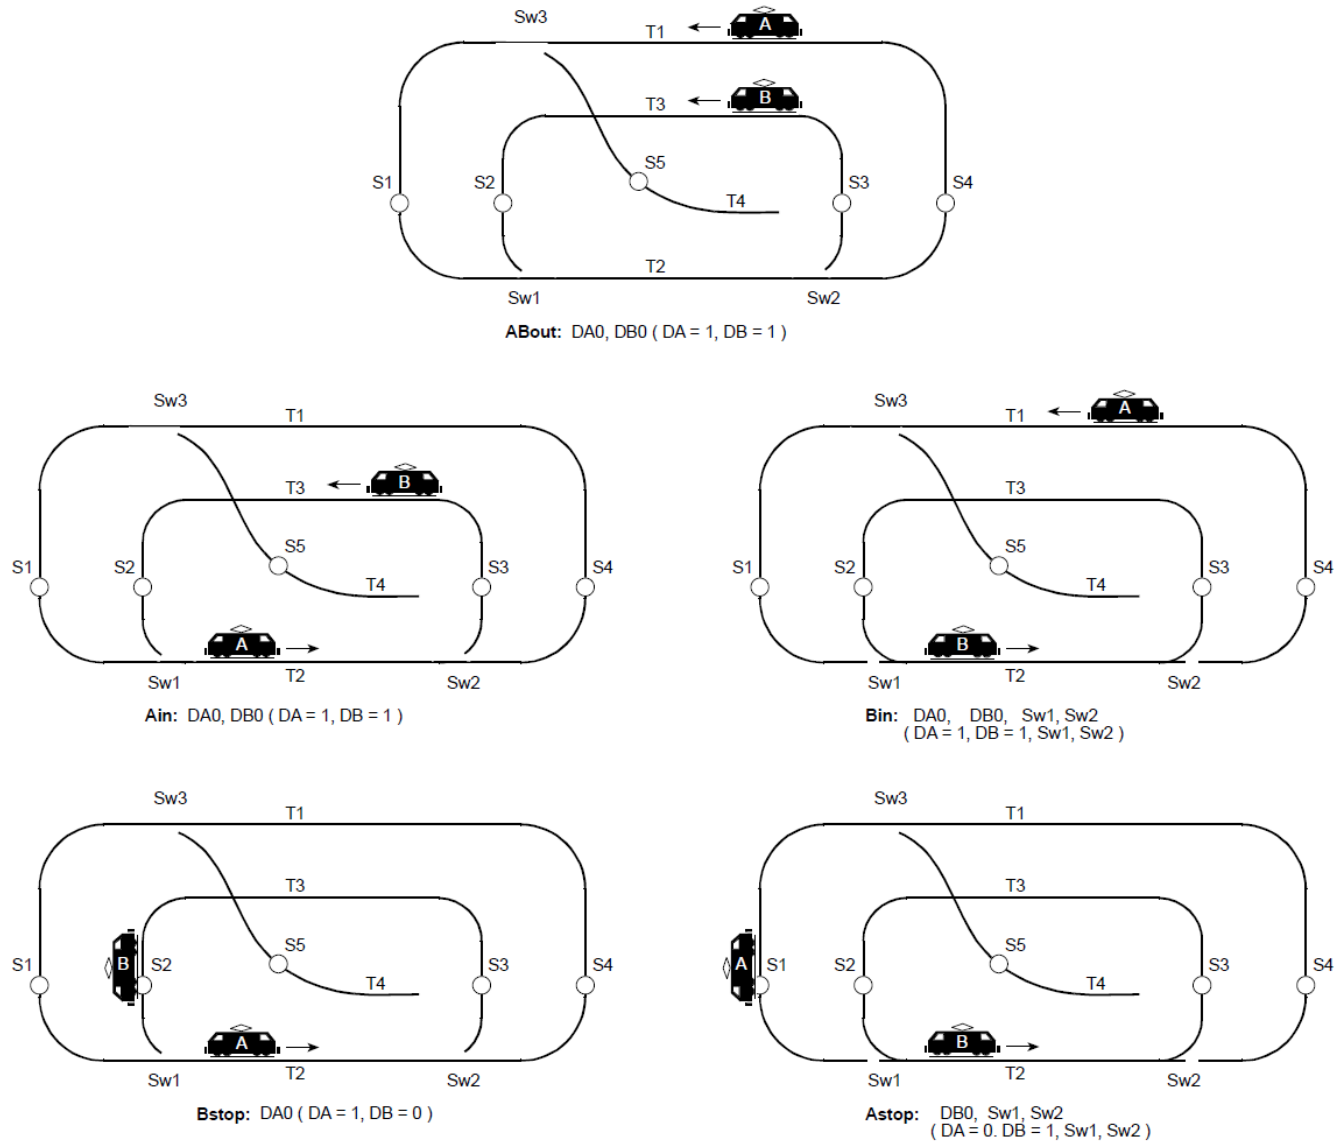 Sw3
T1
A
T3
B
S5
S1
S2
S3
S4
T4
T2
Sw1
Sw2
ABout: DA0, DB0 ( DA = 1, DB = 1 )
Sw3
T1
T3
B
S5
S1
S2
S3
S4
T4
A
Sw1
T2
Sw2
Ain: DA0, DB0 ( DA = 1, DB = 1 )
Sw3
T1
A
T3
S5
S1
S2
S3
S4
T4
B
Sw1
T2
Sw2
Bin: DA0, DB0, Sw1, Sw2
( DA = 1, DB = 1, Sw1, Sw2 )
Sw3
T1
T3
S5
S1
B
S2
S3
S4
T4
A
Sw1
T2
Sw2
Bstop: DA0 ( DA = 1, DB = 0 )
Sw3
T1
T3
S5
A
S1
S2
S3
S4
T4
B
Sw1
T2
Sw2
Astop: DB0, Sw1, Sw2
( DA = 0. DB = 1, Sw1, Sw2 )